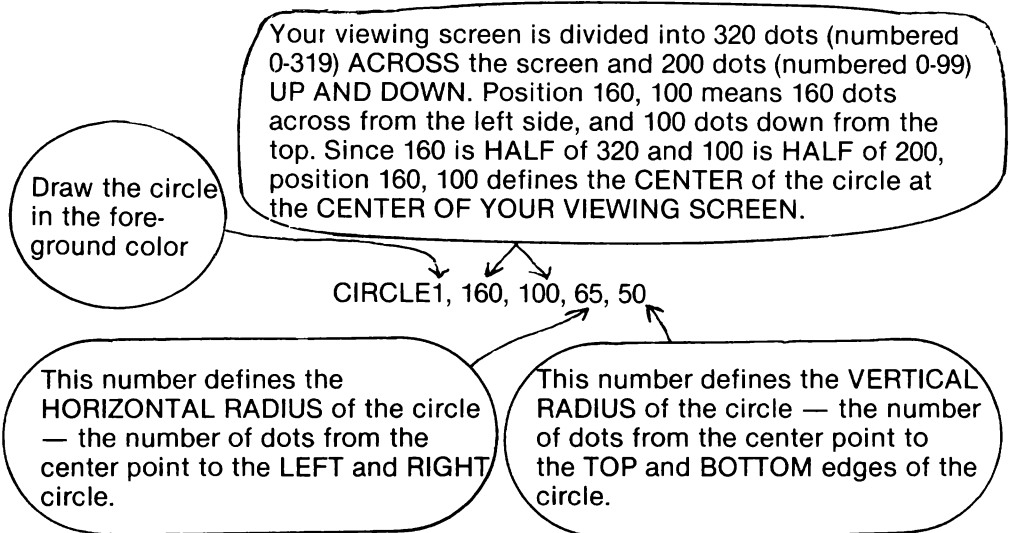 Your viewing screen is divided into 320 dots (numbered
0-319) ACROSS the screen and 200 dots (numbered 0-99)
UP AND DOWN. Position 160, 100 means 160 dots
across from the left side, and 100 dots down from the
top. Since 160 is HALF of 320 and 100 is HALF of 200,
position 160, 100 defines the CENTER of the circle at
the CENTER OF YOUR VIEWING SCREEN.
Draw the circle
in the fore-
ground color
CIRCLE1, 160, 100, 65, 50
This number defines the
HORIZONTAL RADIUS of the circle
— the number of dots from the
center point to the LEFT and RIGHT
circle.
This number defines the VERTICAL
RADIUS of the circle — the number
of dots from the center point to
the TOP and BOTTOM edges of the
circle.